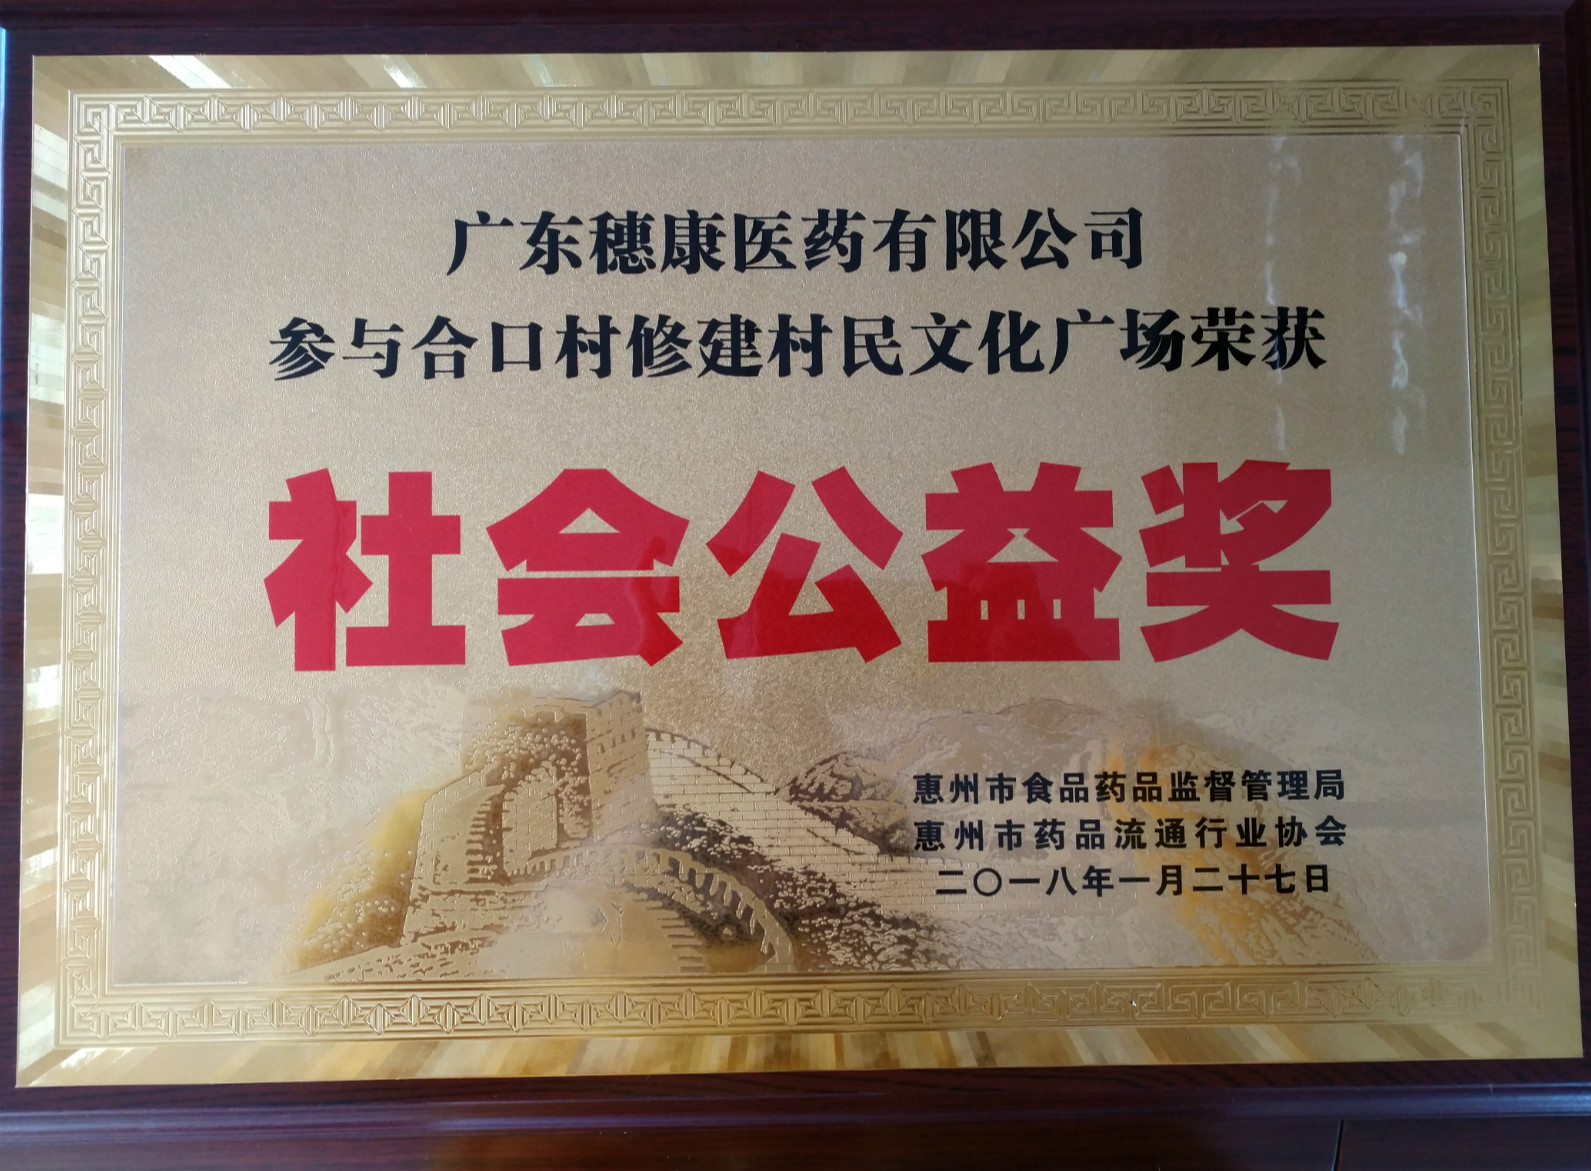 广东穗康医药有限公司
参与合口村修建村民文化广场荣获
社会公益奖
惠州市食品药品监督管理局
惠州市药品流通行业协会
二〇一八年一月二十七日